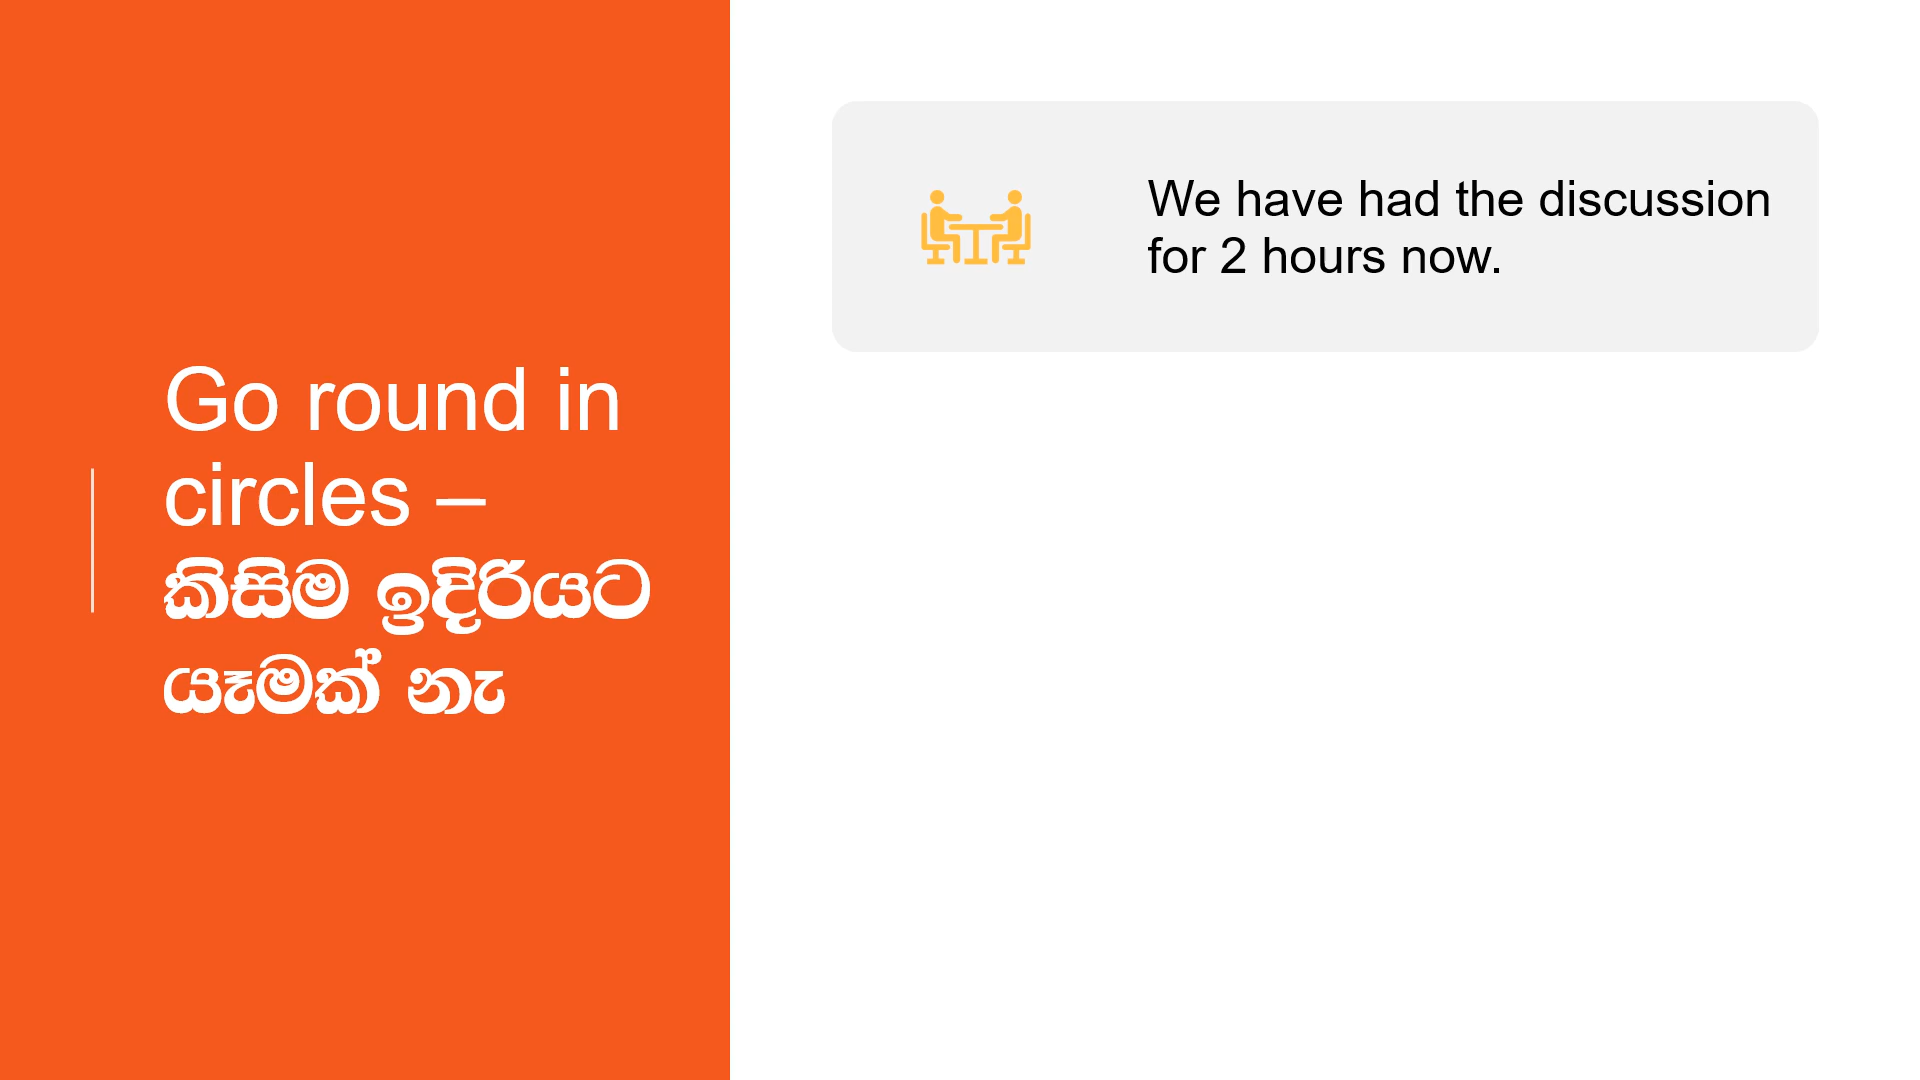 Go round in
circles –
කිසිම ඉදිරියට
යෑමක් නැ
We have had the discussion
for 2 hours now.